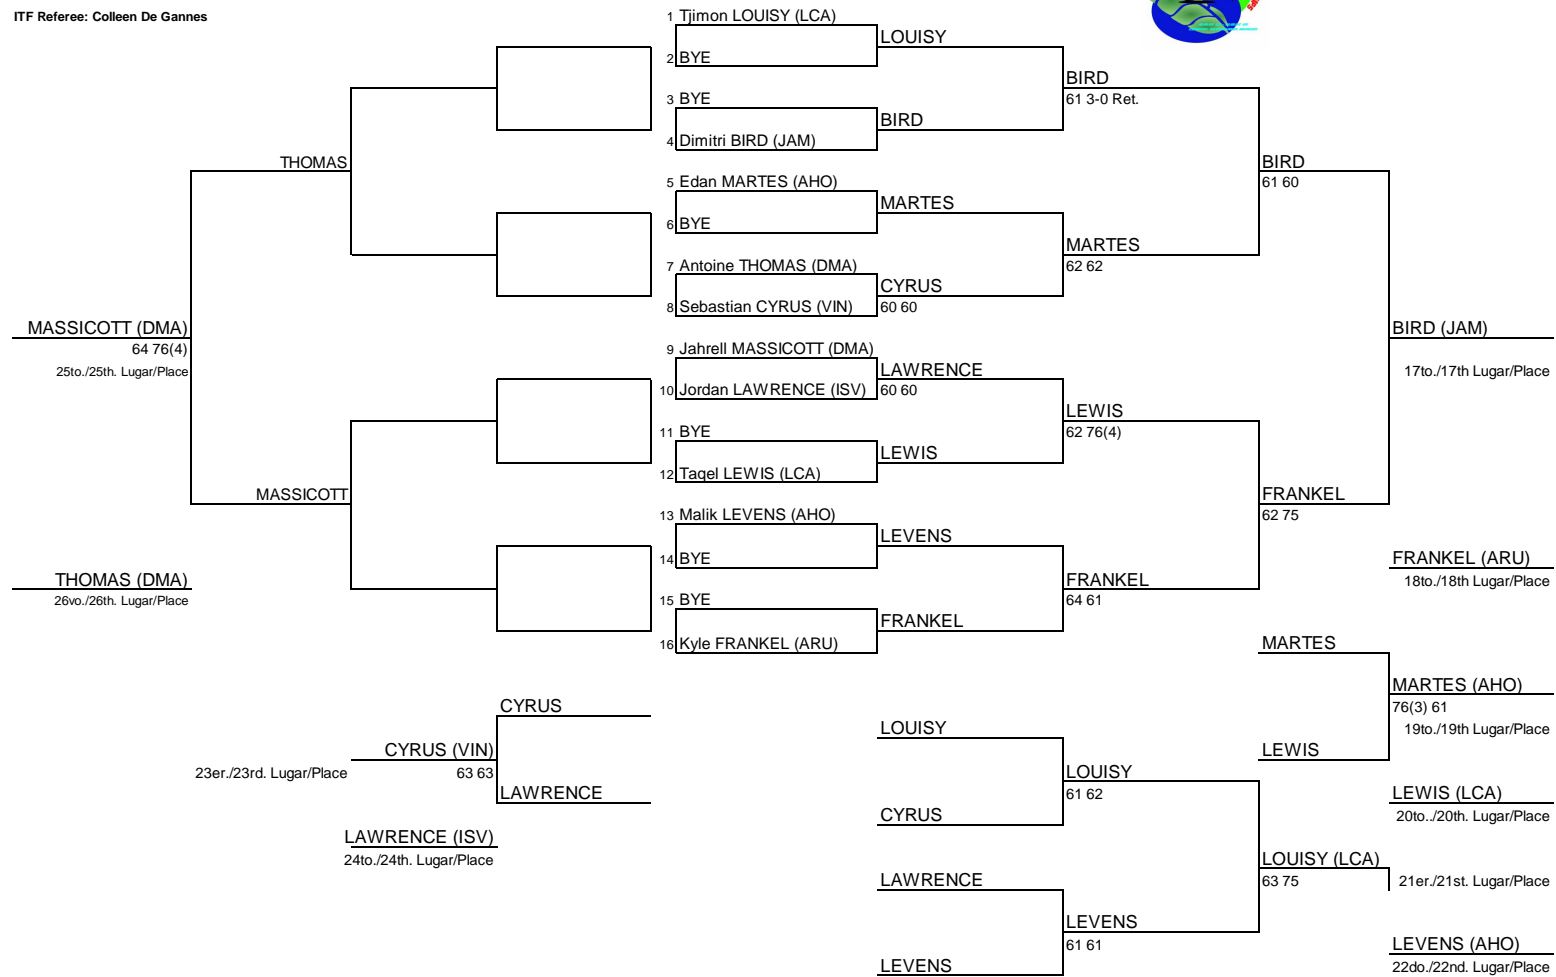 ITF Referee: Colleen De Gannes
1 Tjimon LOUISY (LCA)
LOUISY
2 BYE
BIRD
61 3-0 Ret.
3 BYE
BIRD
4 Dimitri BIRD (JAM)
THOMAS
BIRD
61 60
5 Edan MARTES (AHO)
MARTES
6 BYE
MARTES
62 62
7 Antoine THOMAS (DMA)
CYRUS
8 Sebastian CYRUS (VIN)
60 60
MASSICOTT (DMA)
64 76(4)
25to./25th. Lugar/Place
BIRD (JAM)
17to./17th Lugar/Place
9 Jahrell MASSICOTT (DMA)
LAWRENCE
10 Jordan LAWRENCE (ISV)
60 60
LEWIS
62 76(4)
11 BYE
LEWIS
12 Taqel LEWIS (LCA)
MASSICOTT
FRANKEL
62 75
13 Malik LEVENS (AHO)
LEVENS
14 BYE
FRANKEL (ARU)
18to./18th Lugar/Place
THOMAS (DMA)
26vo./26th. Lugar/Place
FRANKEL
64 61
15 BYE
FRANKEL
16 Kyle FRANKEL (ARU)
MARTES
MARTES (AHO)
76(3) 61
19to./19th Lugar/Place
LEWIS
LEWIS (LCA)
20to../20th. Lugar/Place
CYRUS
CYRUS (VIN)
63 63
23er./23rd. Lugar/Place
LAWRENCE
LAWRENCE (ISV)
24to./24th. Lugar/Place
LOUISY
LOUISY
61 62
CYRUS
LOUISY (LCA)
63 75
21er./21st. Lugar/Place
LAWRENCE
LEVENS
61 61
LEVENS
LEVENS (AHO)
22do./22nd. Lugar/Place